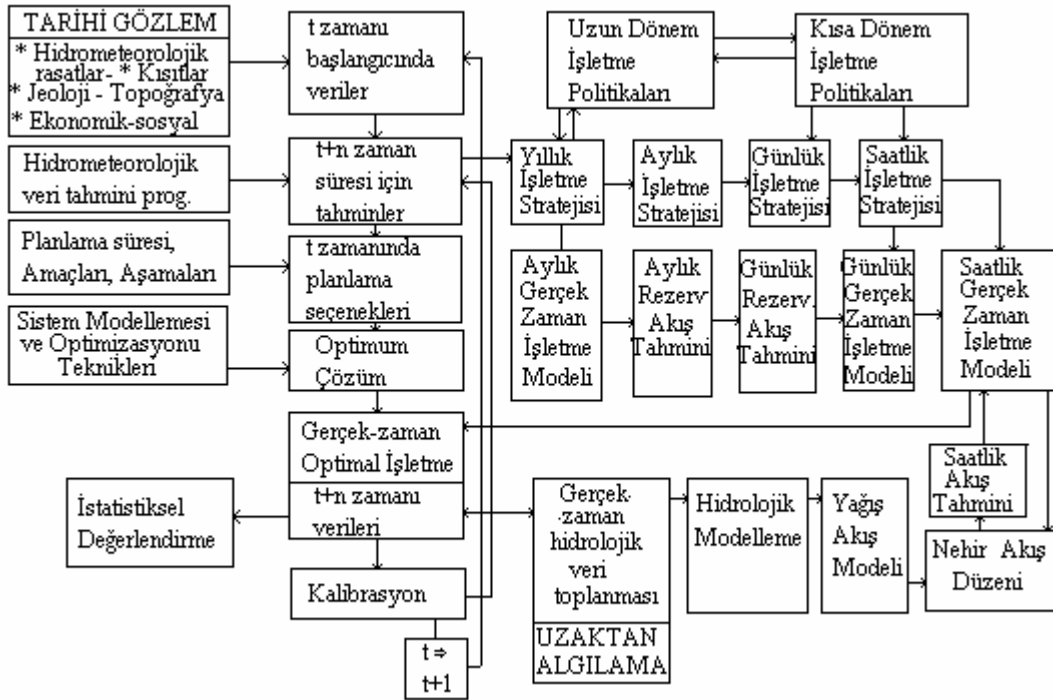 TARİHİ GÖZLEM
* Hidrometeorolojik
rasatlar- * Kısıtlar
* Jeoloji - Topoğrafya
* Ekonomik-sosyal
Hidrometeorolojik
veri tahmini prog.
Planlama süresi,
Amaçları, Aşamaları
Sistem Modellemesi
ve Optimizasyonu
Teknikleri
t zamanı
başlangıcında
veriler
t+n zaman
süresi için
tahminler
t zamanında
planlama
seçenekleri
Optimum
Çözüm
Gerçek-zaman
Optimal İşletme
t+n zamanı
verileri
İstatistiksel
Değerlendirme
Kalibrasyon
t ⇒
t+1
Uzun Dönem
İşletme
Politikaları
Kısa Dönem
İşletme
Politikaları
Yıllık
İşletme
Stratejisi
Aylık
İşletme
Stratejisi
Günlük
İşletme
Stratejisi
Saatlik
İşletme
Stratejisi
Aylık
Gerçek
Zaman
İşletme
Modeli
Aylık
Rezerv.
Akış
Tahmini
Günlük
Rezerv.
Akış
Tahmini
Günlük
Gerçek
Zaman
İşletme
Modeli
Saatlik
Gerçek
Zaman
İşletme
Modeli
Saatlik
Akış
Tahmini
Gerçek-
zaman
hidrolojik
veri
toplanması
UZAKTAN
ALGILAMA
Hidrolojik
Modelleme
Yağış
Akış
Modeli
Nehir Akış
Düzeni